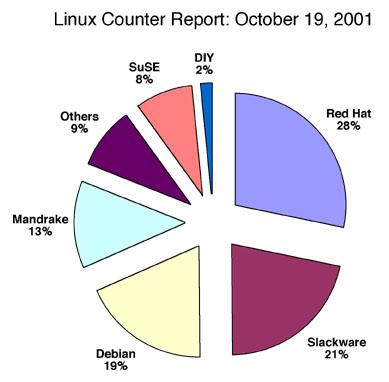 Linux Counter Report: October 19, 2001
DIY
2%
SuSE
8%
Red Hat
28%
Others
9%
Mandrake
13%
Slackware
21%
Debian
19%